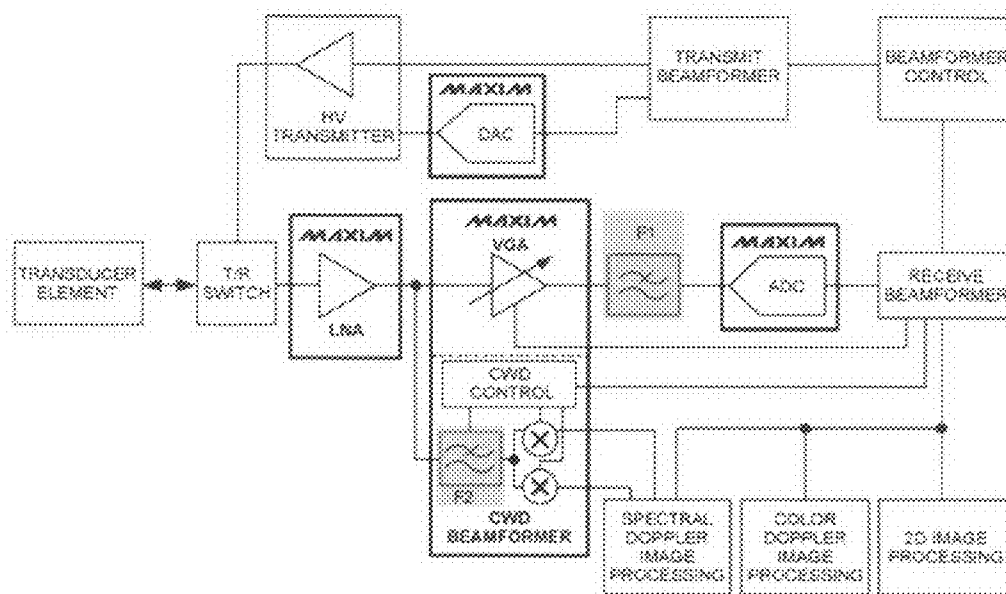 TRANSMIT
BEAMFORMER
BEAMFORMER
CONTROL
HV
TRANSMITTER
MAXIM
DAC
TRANSDUCER
ELEMENT
T/R
SWITCH
MAXIM
LNA
MAXIM
VGA
F1
MAXIM
ADC
RECEIVE
BEAMFORMER
CWD
CONTROL
F2
CWD
BEAMFORMER
SPECTRAL
DOPPLER
IMAGE
PROCESSING
COLOR
DOPPLER
IMAGE
PROCESSING
2D IMAGE
PROCESSING